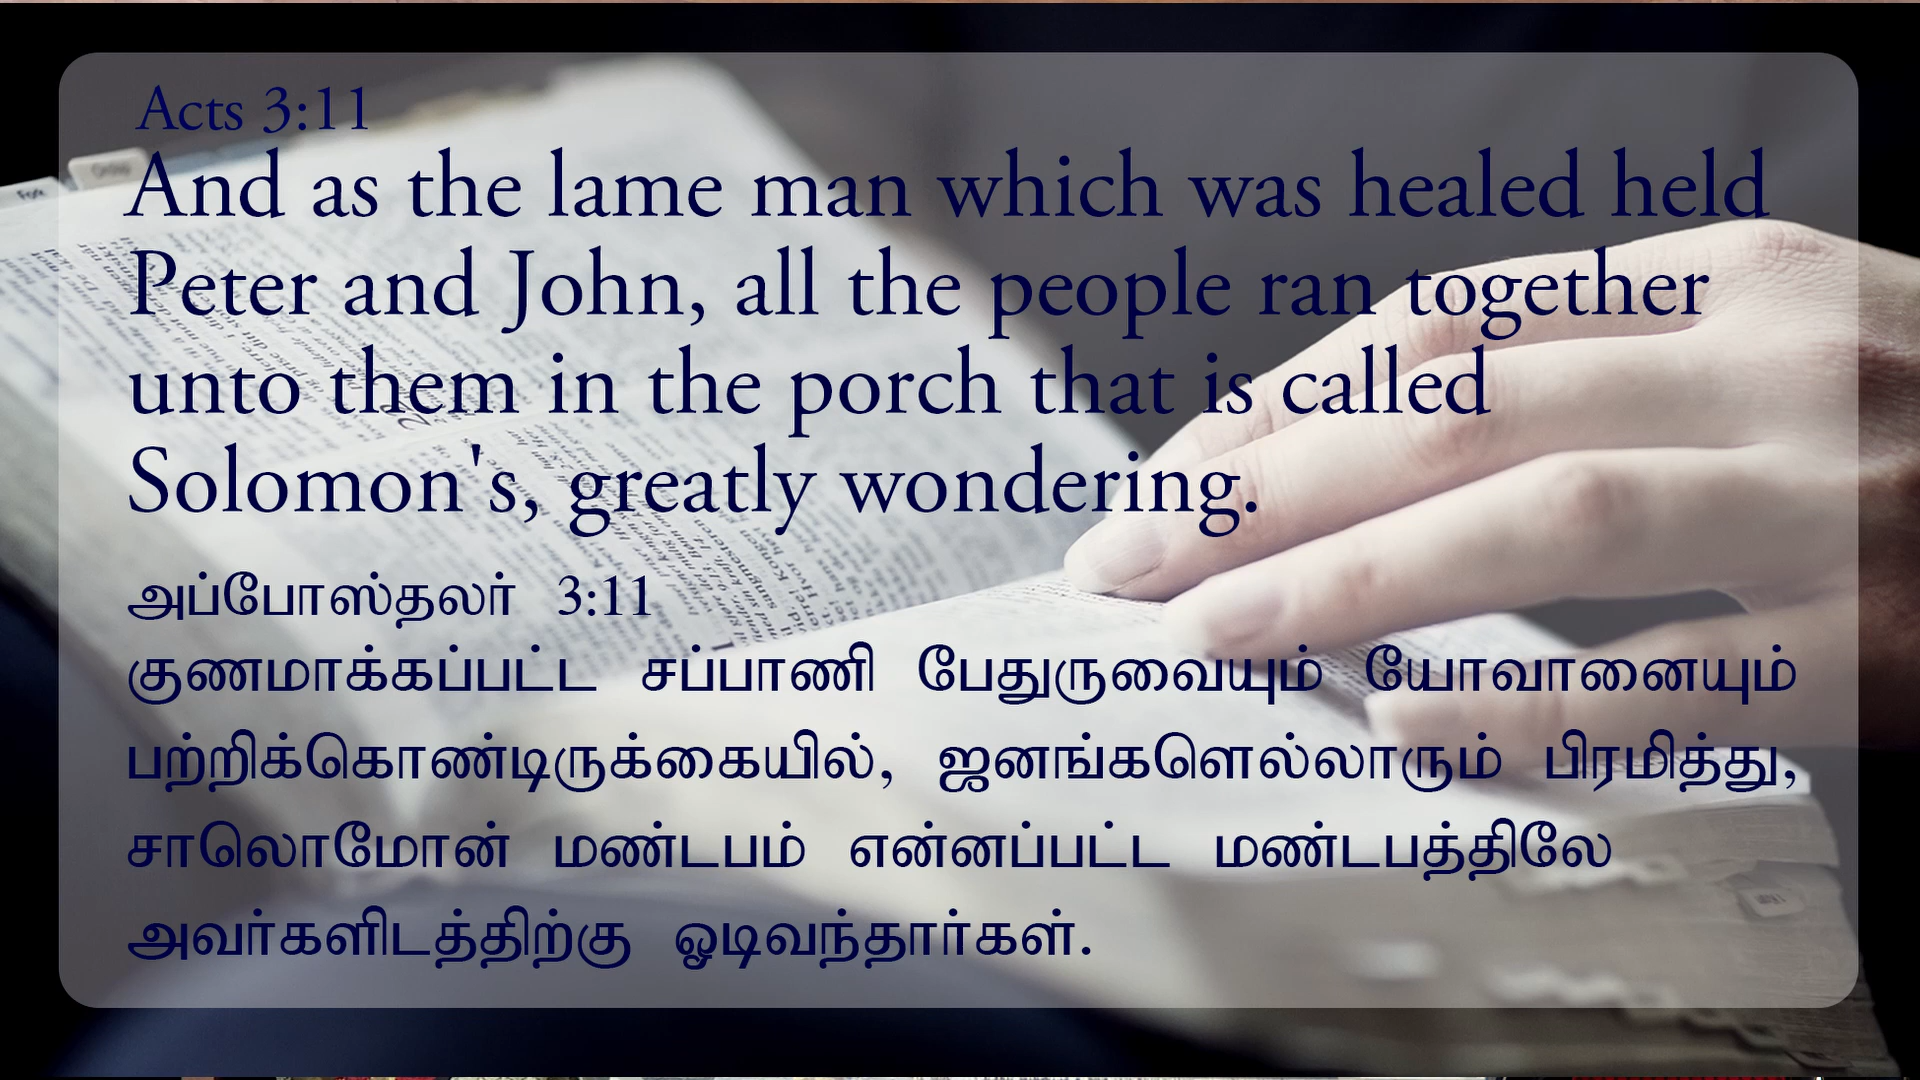 Acts 3:11
And as the lame man which was healed held
Peter and John, all the people ran together
unto them in the porch that is called
Solomon's, greatly wondering.
அப்போஸ்தலர் 3:11
குணமாக்கப்பட்ட சப்பாணி பேதுருவையும் யோவானையும்
பற்றிக்கொண்டிருக்கையில், ஜனங்களெல்லாரும் பிரமித்து,
சாலொமோன் மண்டபம் என்னப்பட்ட மண்டபத்திலே
அவர்களிடத்திற்கு ஓடிவந்தார்கள்.